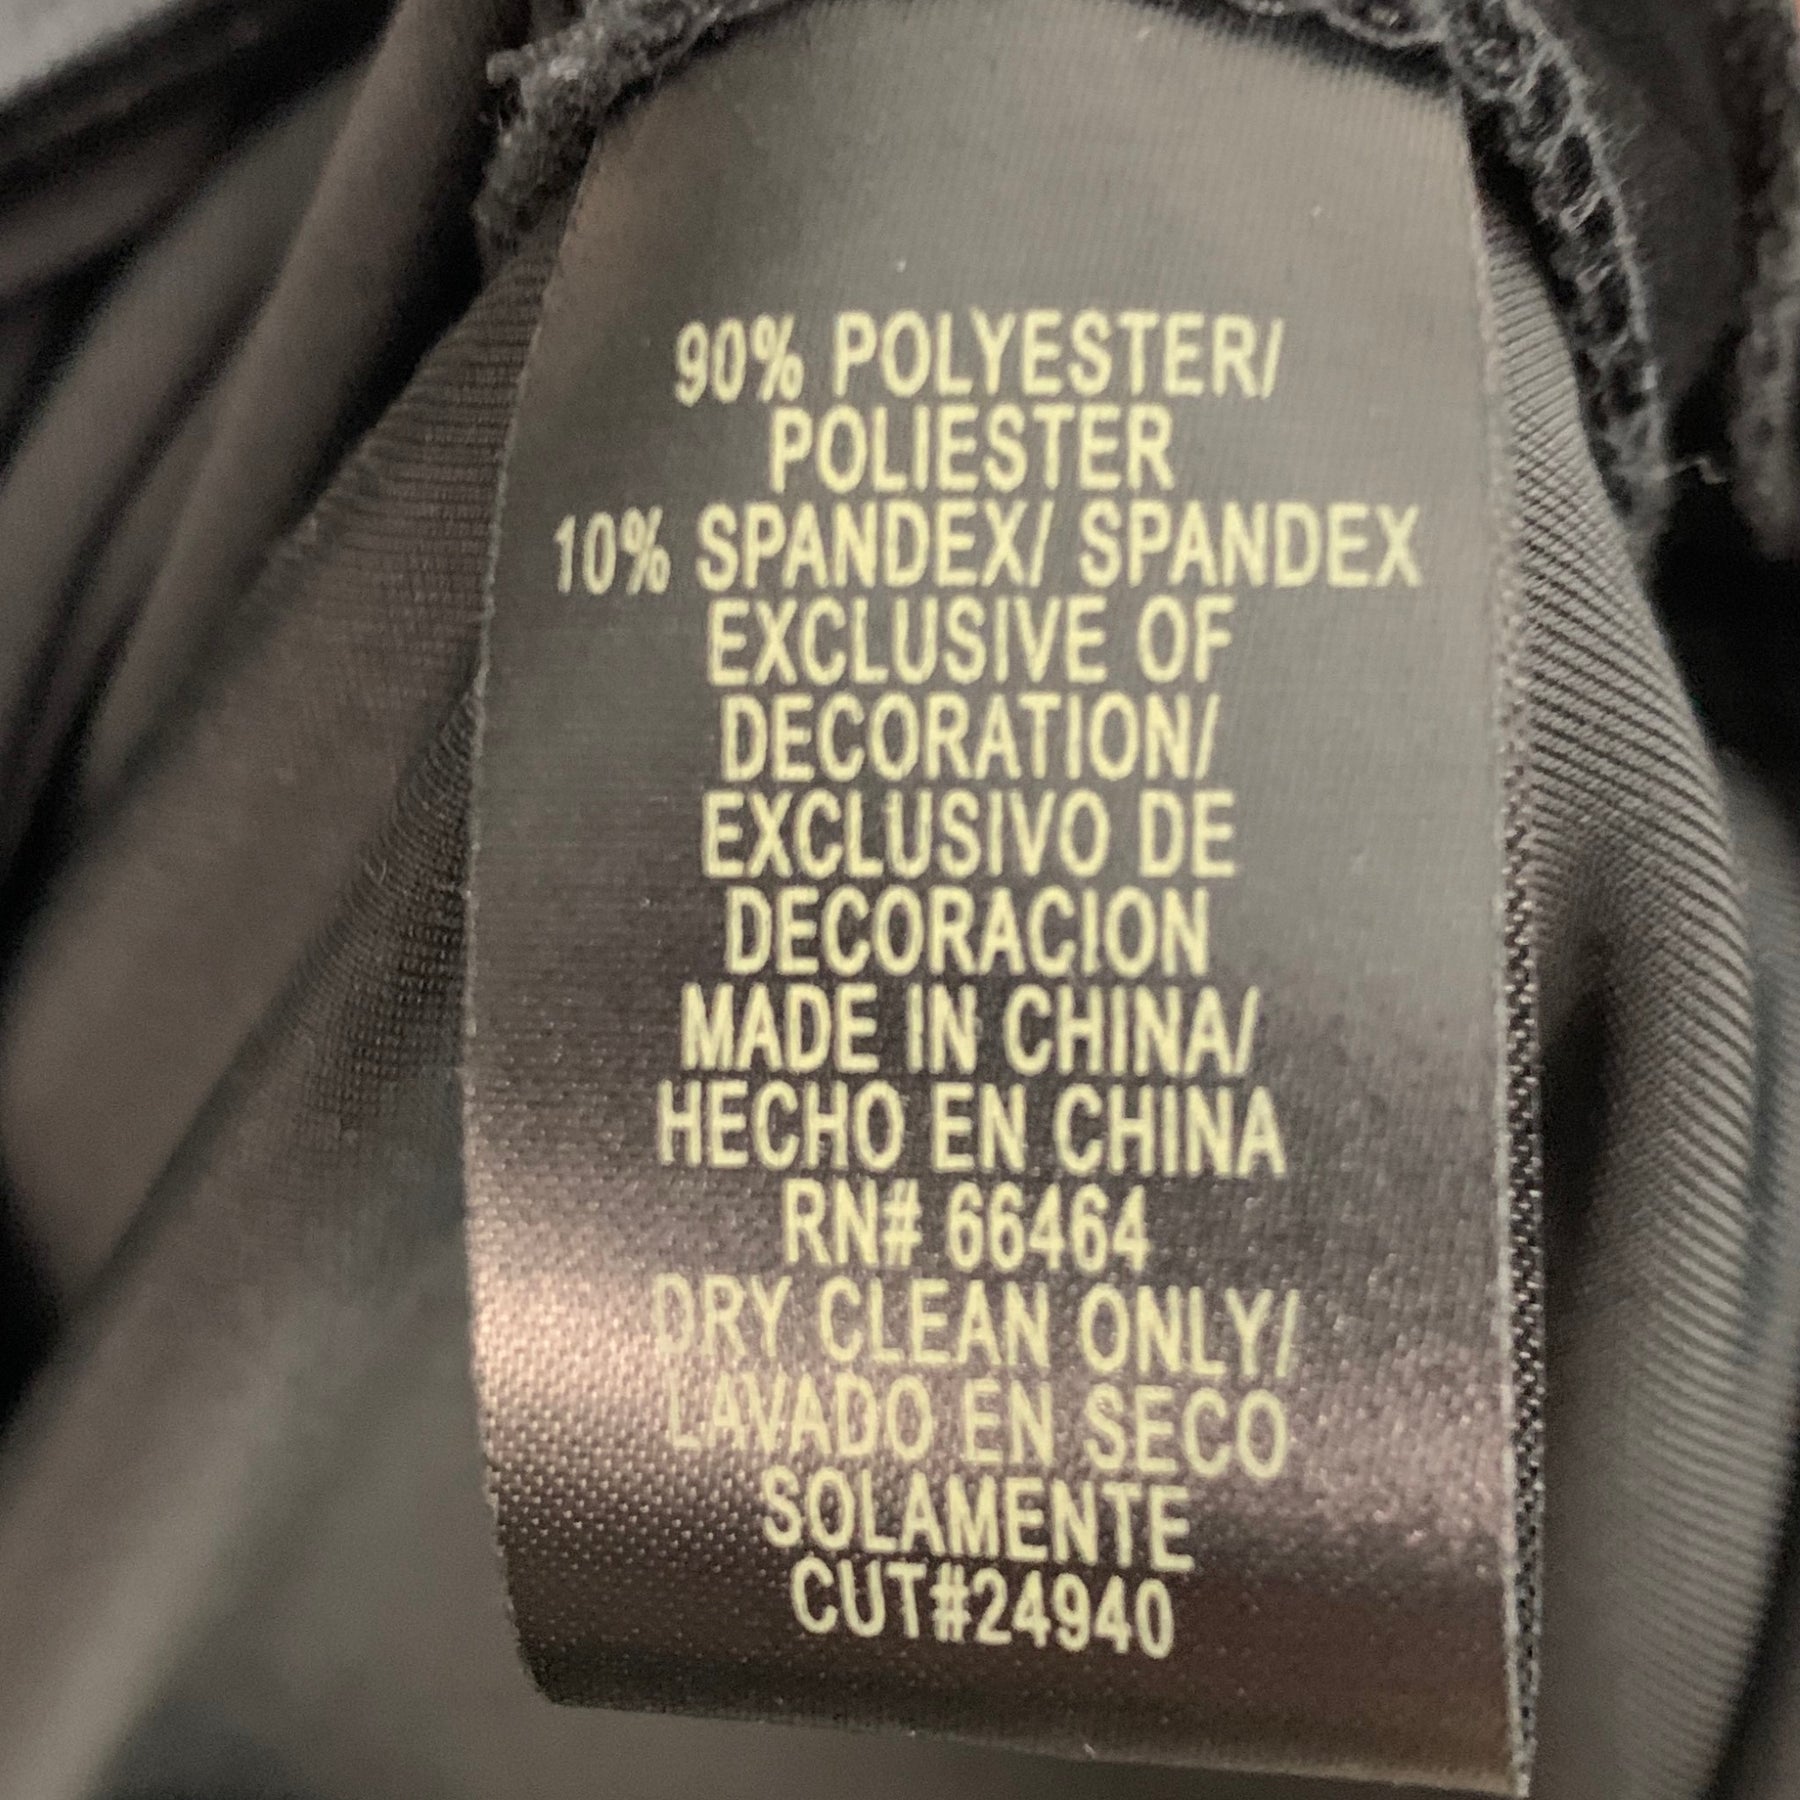 90% POLYESTER/
POLIESTER
10% SPANDEX/ SPANDEX
EXCLUSIVE OF
DECORATION/
EXCLUSIVO DE
DECORACION
MADE IN CHINA/
HECHO EN CHINA
RN# 66464
DRY CLEAN ONLY/
LAVADO EN SECO
SOLAMENTE
CUT#24940